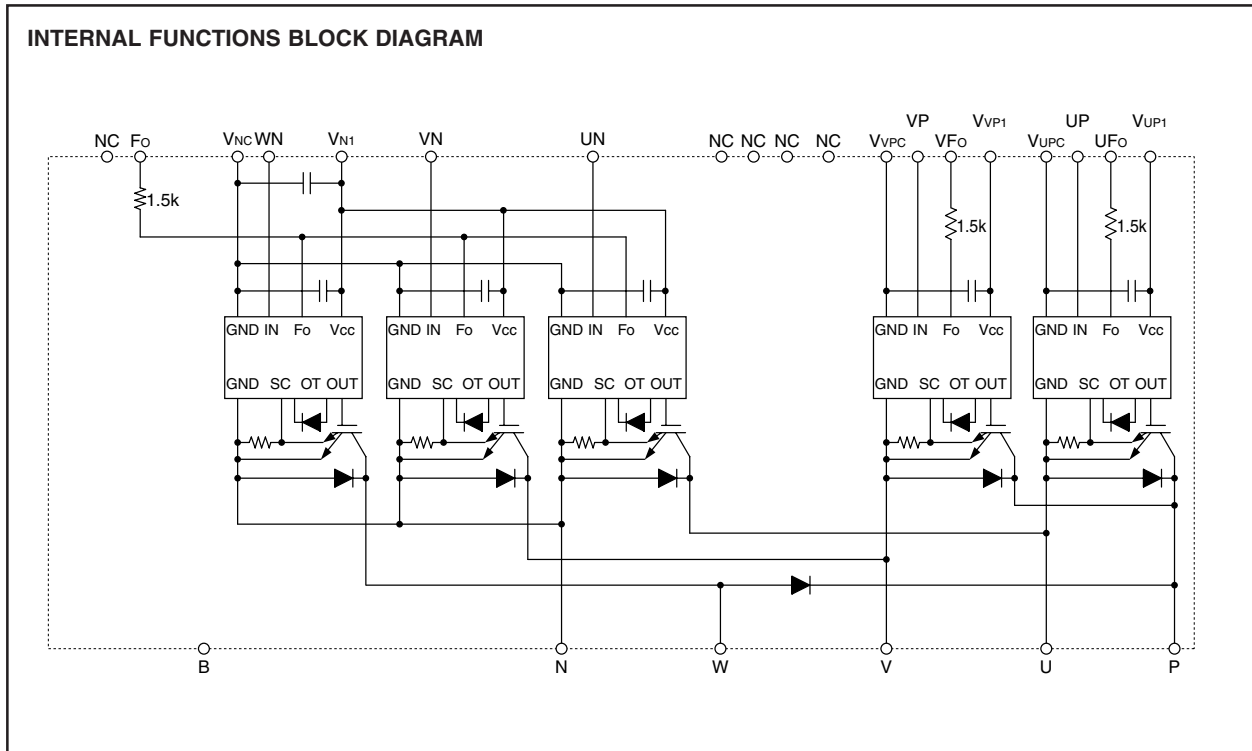 INTERNAL FUNCTIONS BLOCK DIAGRAM
NC FO VNC WN VN1 VN UN NC NC NC NC VVPC VP VFO VVP1 VUPC UP UFO VUP1
1.5k 1.5k 1.5k
GND IN Fo Vcc GND IN Fo Vcc GND IN Fo Vcc GND IN Fo Vcc GND IN Fo Vcc
GND SC OT OUT GND SC OT OUT GND SC OT OUT GND SC OT OUT GND SC OT OUT
B N W V U P